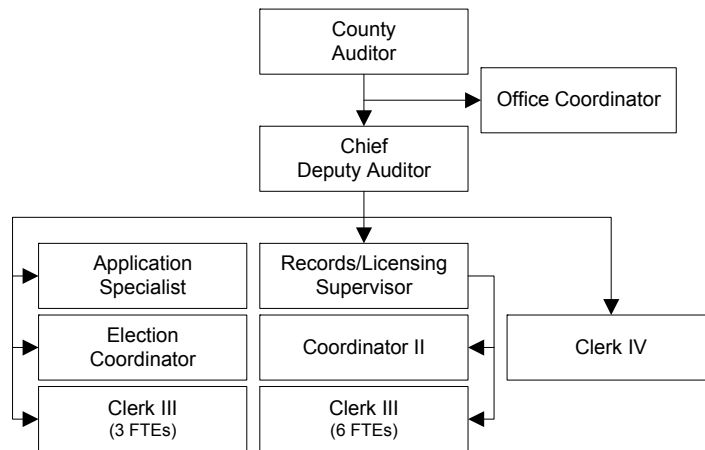 County
Auditor
Office Coordinator
Chief
Deputy Auditor
Application
Specialist
Records/Licensing
Supervisor
Election
Coordinator
Coordinator II
Clerk IV
Clerk III
(3 FTEs)
Clerk III
(6 FTEs)